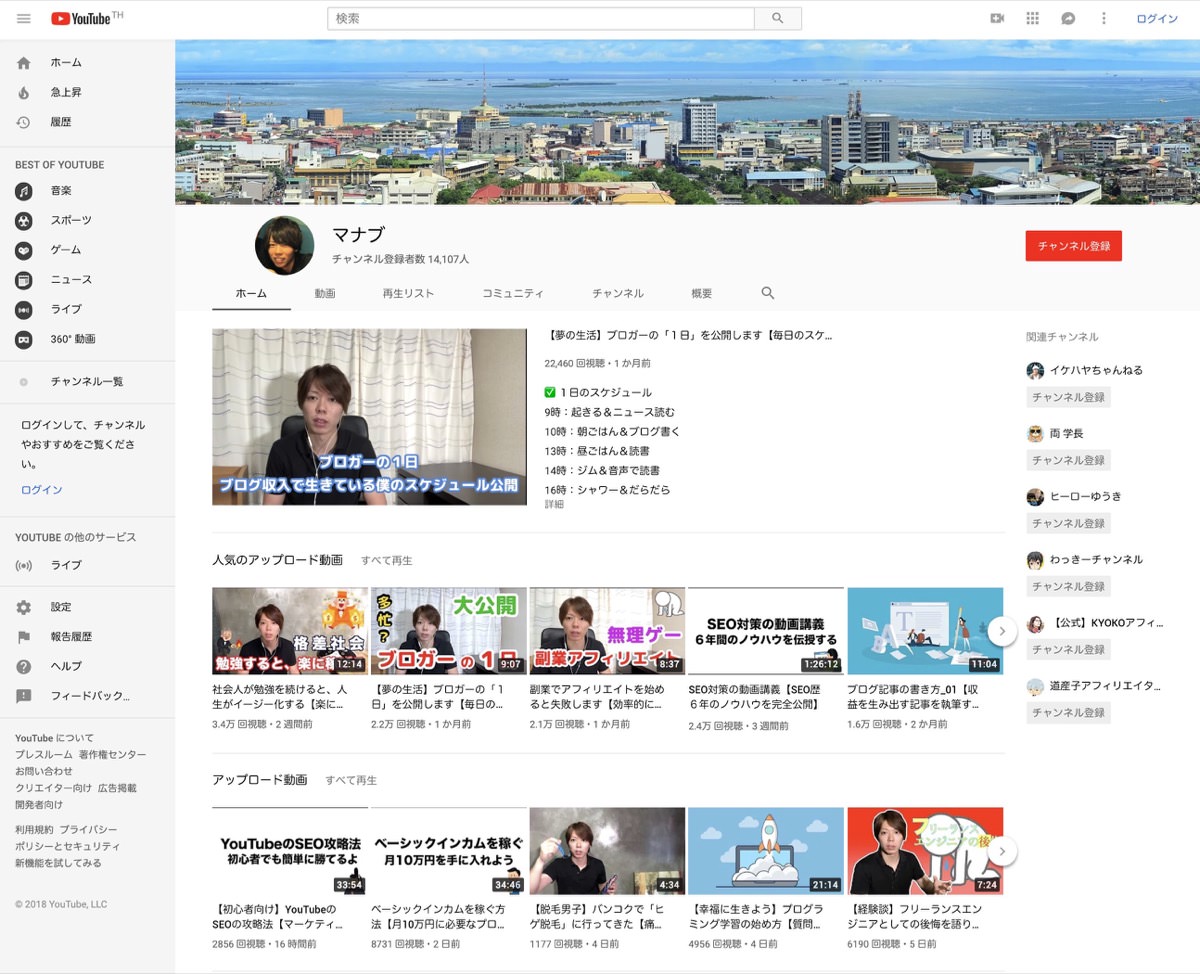 YouTube TH
検索
ログイン
ホーム
急上昇
履歴
BEST OF YOUTUBE
音楽
スポーツ
ゲーム
ニュース
ライブ
360° 動画
チャンネル一覧
ログインして、チャンネル
やおすすめをご覧くださ
い。
ログイン
YOUTUBE の他のサービス
ライブ
設定
報告履歴
ヘルプ
フィードバック...
YouTube について
プレスルーム 著作権センター
お問い合わせ
クリエイター向け 広告掲載
開発者向け
利用規約 プライバシー
ポリシーとセキュリティ
新機能を試してみる
© 2018 YouTube, LLC
マナブ
チャンネル登録者数 14,107人
チャンネル登録
ホーム 動画 再生リスト コミュニティ チャンネル 概要
ブロガーの１日
ブログ収入で生きている僕のスケジュール公開
【夢の生活】ブロガーの「１日」を公開します【毎日のスケ...
22,460 回視聴・1 か月前
１日のスケジュール
9時：起きる＆ニュース読む
10時：朝ごはん＆ブログ書く
13時：昼ごはん＆読書
14時：ジム＆音声で読書
16時：シャワー＆だらだら
詳細
人気のアップロード動画 すべて再生
格差社会
勉強すると、楽に稼
12:14
社会人が勉強を続けると、人
生がイージー化する【楽に...
3.4万 回視聴・2 週間前
多忙？
大公開
ブロガーの１日
9:07
【夢の生活】ブロガーの「１
日」を公開します【毎日の...
2.2万 回視聴・1 か月前
無理ゲー
副業アフィリエイト
8:37
副業でアフィリエイトを始め
ると失敗します【効率的に...
2.1万 回視聴・1 か月前
SEO対策の動画講義
６年間のノウハウを伝授する
1:26:12
SEO対策の動画講義【SEO歴
６年のノウハウを完全公開】
2.4万 回視聴・3 週間前
T
11:04
ブログ記事の書き方_01【収
益を生み出す記事を執筆す...
1.6万 回視聴・2 か月前
アップロード動画 すべて再生
YouTubeのSEO攻略法
初心者でも簡単に勝てるよ
33:54
【初心者向け】YouTubeの
SEOの攻略法【マーケティ...
2856 回視聴・16 時間前
ベーシックインカムを稼ぐ
月10万円を手に入れよう
34:46
ベーシックインカムを稼ぐ方
法【月10万円に必要なブロ...
8731 回視聴・2 日前
4:34
【脱毛男子】バンコクで「ヒ
ゲ脱毛」に行ってきた【痛...
1177 回視聴・4 日前
21:14
【幸福に生きよう】プログラ
ミング学習の始め方【質問...
4956 回視聴・4 日前
フリーランス
エンジニアの後悔
7:24
【経験談】フリーランスエン
ジニアとしての後悔を語り...
6190 回視聴・5 日前
関連チャンネル
イケハヤちゃんねる
チャンネル登録
両 学長
チャンネル登録
ヒーローゆうき
チャンネル登録
わっきーチャンネル
チャンネル登録
【公式】KYOKOアフィ...
チャンネル登録
道産子アフィリエイタ...
チャンネル登録